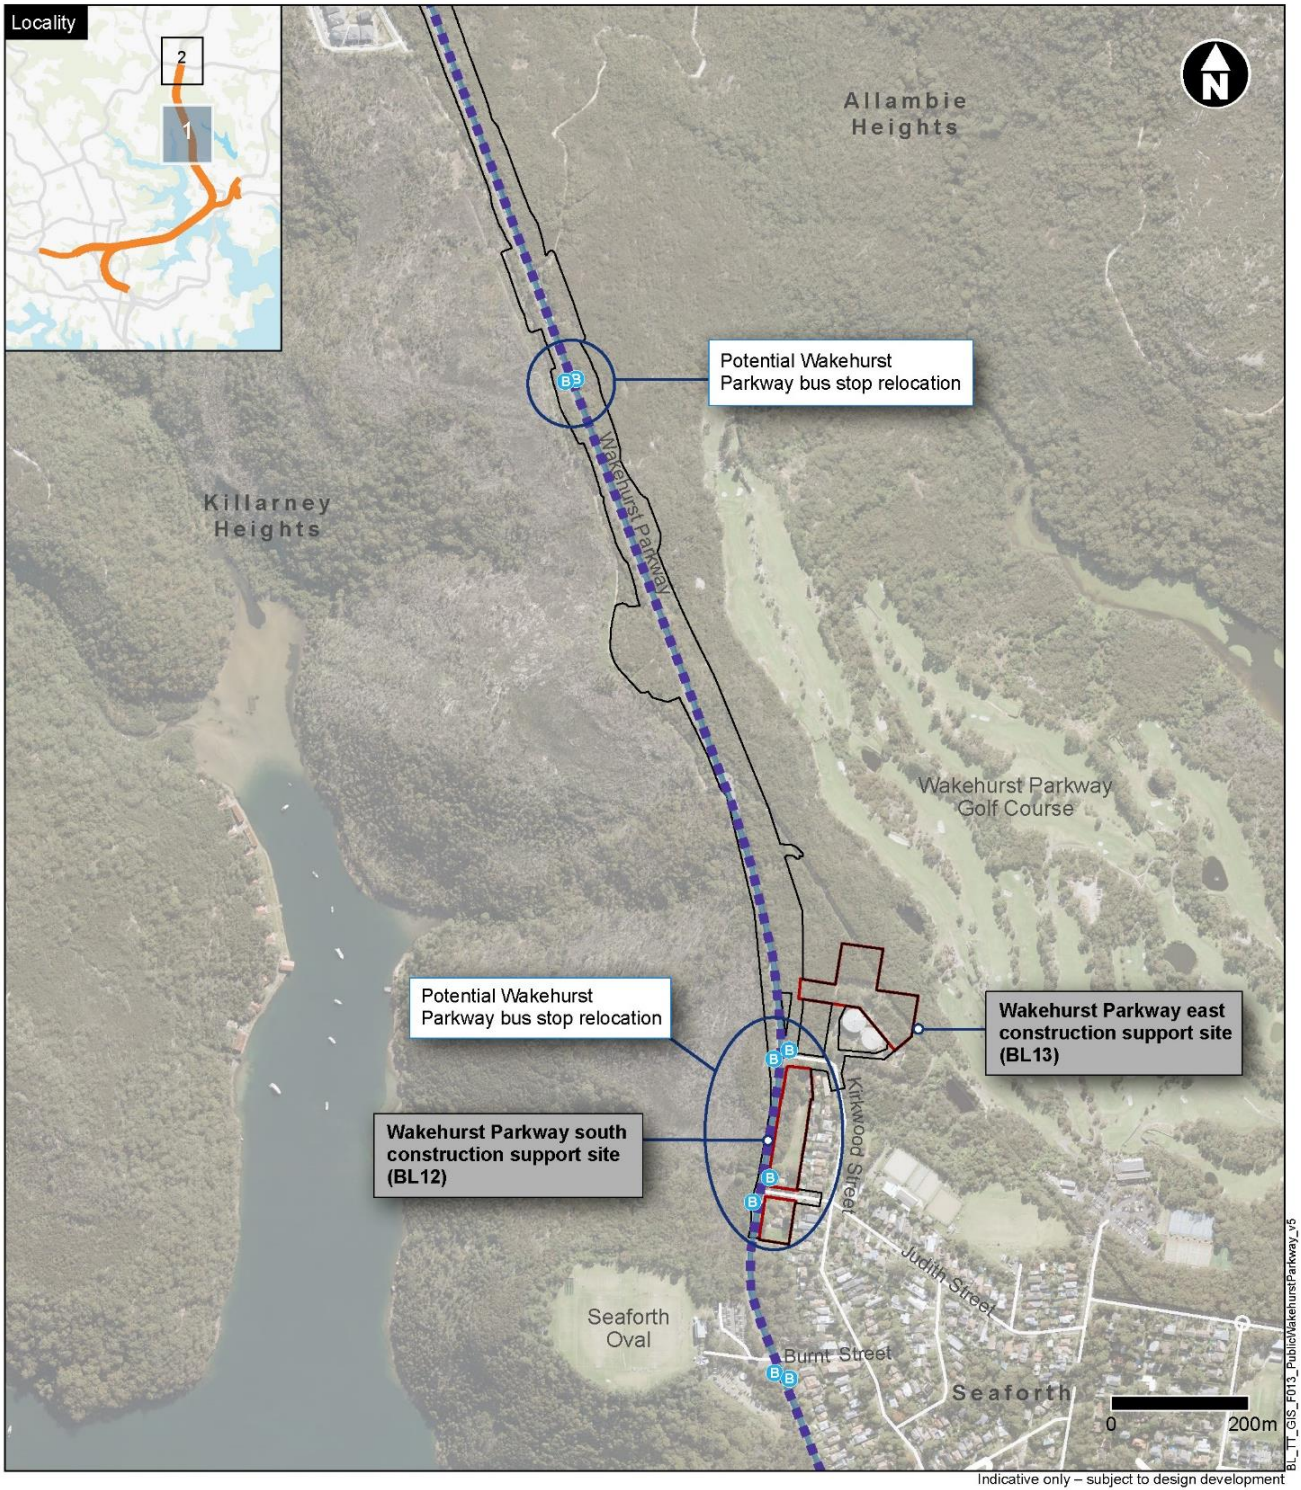 Locality
2
1
N
Allambie
Heights
Potential Wakehurst
Parkway bus stop relocation
B B
Wakehurst Parkway
Killarney
Heights
Wakehurst Parkway
Golf Course
Potential Wakehurst
Parkway bus stop relocation
Wakehurst Parkway east
construction support site
(BL13)
B B
Kirkwood Street
Wakehurst Parkway south
construction support site
(BL12)
B
B
Judith Street
Seaforth
Oval
Burnt Street
B B
Seaforth
0 200m
BL_TT_GIS_F013_PublicWakehurstParkway_v5
Indicative only – subject to design development